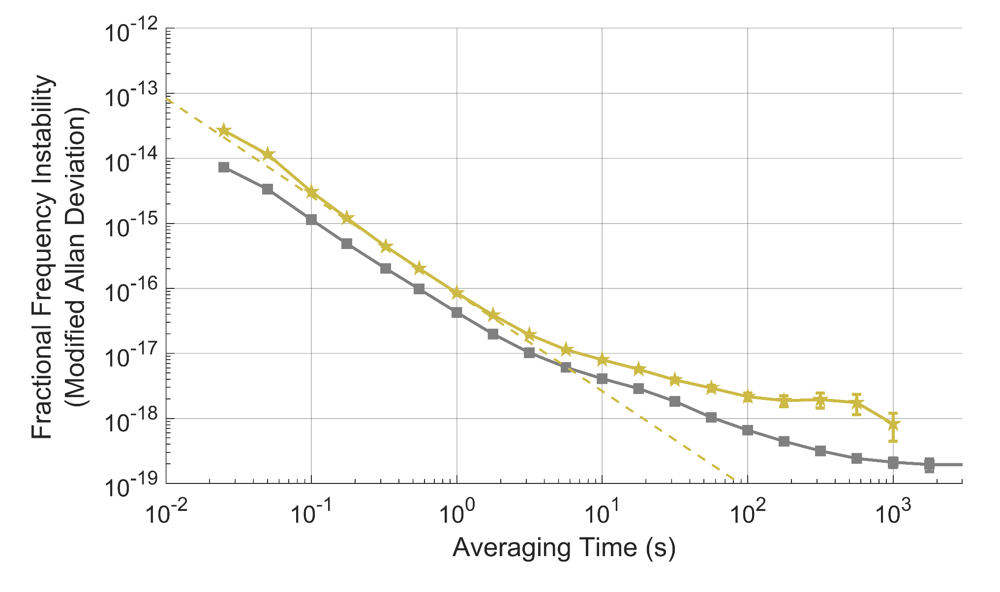 Fractional Frequency Instability
(Modified Allan Deviation)
10^-12
10^-13
10^-14
10^-15
10^-16
10^-17
10^-18
10^-19
10^-2 10^-1 10^0 10^1 10^2 10^3
Averaging Time (s)